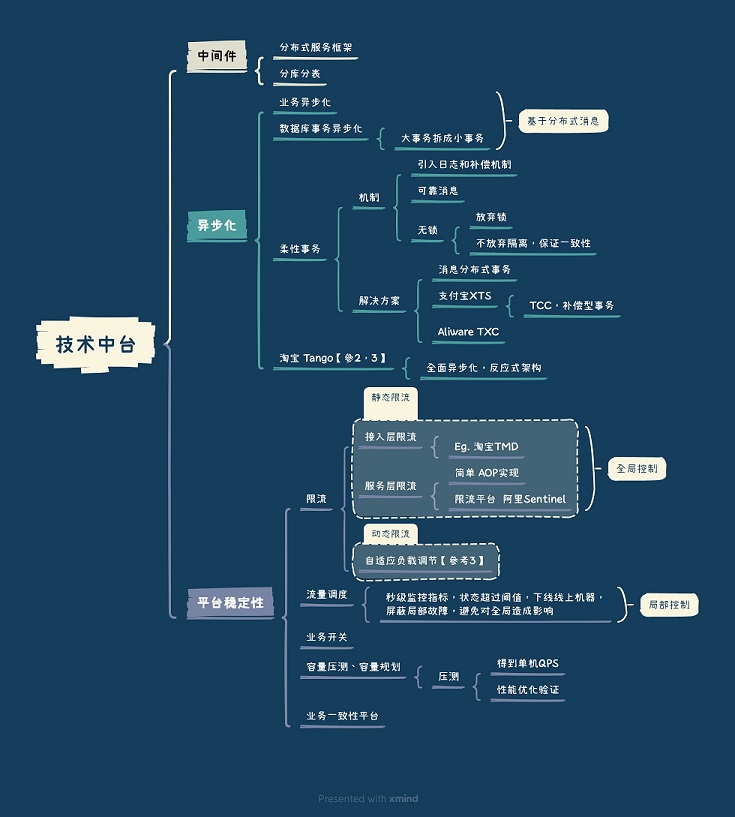 技术中台
中间件
分布式服务框架
分库分表
异步化
业务异步化
数据库事务异步化
大事务拆成小事务
基于分布式消息
柔性事务
机制
引入日志和补偿机制
可靠消息
无锁
放弃锁
不放弃隔离，保证一致性
解决方案
消息分布式事务
支付宝XTS
TCC，补偿型事务
Aliware TXC
淘宝 Tango【参2，3】
全面异步化，反应式架构
平台稳定性
限流
静态限流
接入层限流
Eg. 淘宝TMD
服务层限流
简单 AOP实现
限流平台 阿里Sentinel
全局控制
动态限流
自适应负载调节【参考3】
流量调度
秒级监控指标，状态超过阈值，下线线上机器，
屏蔽局部故障，避免对全局造成影响
局部控制
业务开关
容量压测、容量规划
压测
得到单机QPS
性能优化验证
业务一致性平台
Presented with xmind